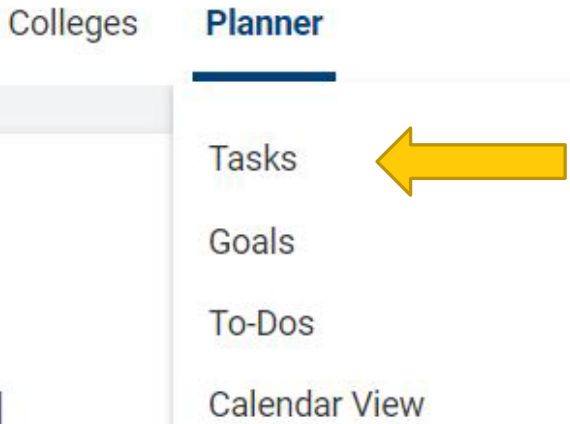 Colleges Planner
Tasks
Goals
To-Dos
Calendar View